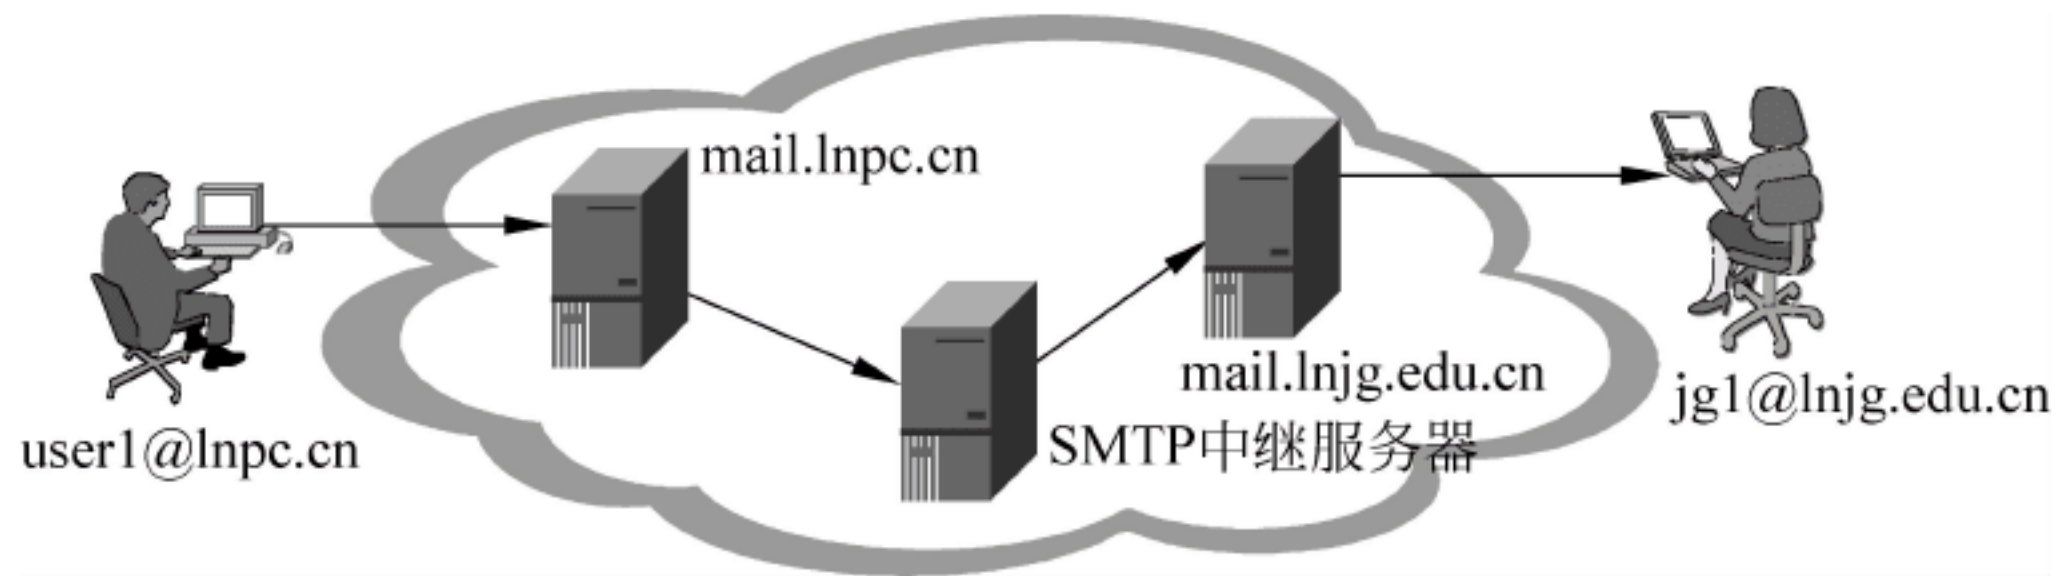 mail.lnpc.cn
mail.lnjg.edu.cn
jg1@lnjg.edu.cn
user1@lnpc.cn
SMTP中继服务器